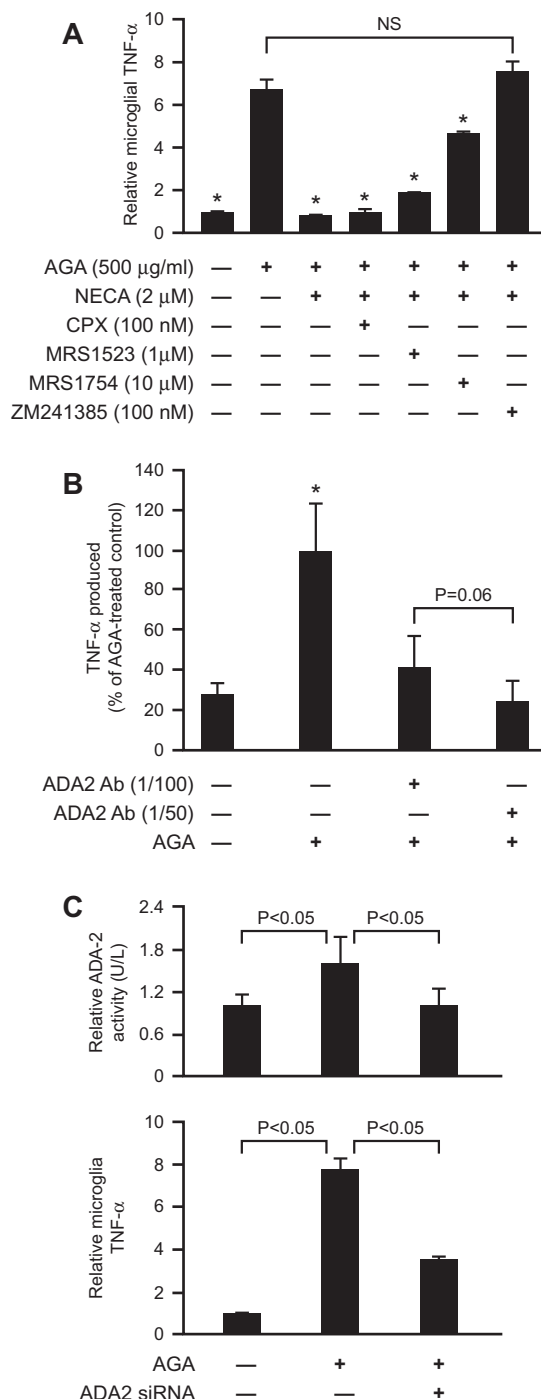 A
Relative microglial TNF-α
10
8
6
4
2
0
NS
* * * * *
AGA (500 μg/ml) — + + + + + +
NECA (2 μM) — — + + + + +
CPX (100 nM) — — — + — — —
MRS1523 (1μM) — — — — + — —
MRS1754 (10 μM) — — — — — + —
ZM241385 (100 nM) — — — — — — +
B
TNF-α produced
(% of AGA-treated control)
140
120
100
80
60
40
20
0
*
P=0.06
ADA2 Ab (1/100) — — + —
ADA2 Ab (1/50) — — — +
AGA — + + +
C
Relative ADA-2
activity (U/L)
2.4
1.8
1.2
0.6
0
P<0.05 P<0.05
Relative microglia
TNF-α
10
8
6
4
2
0
P<0.05 P<0.05
AGA — + +
ADA2 siRNA — — +